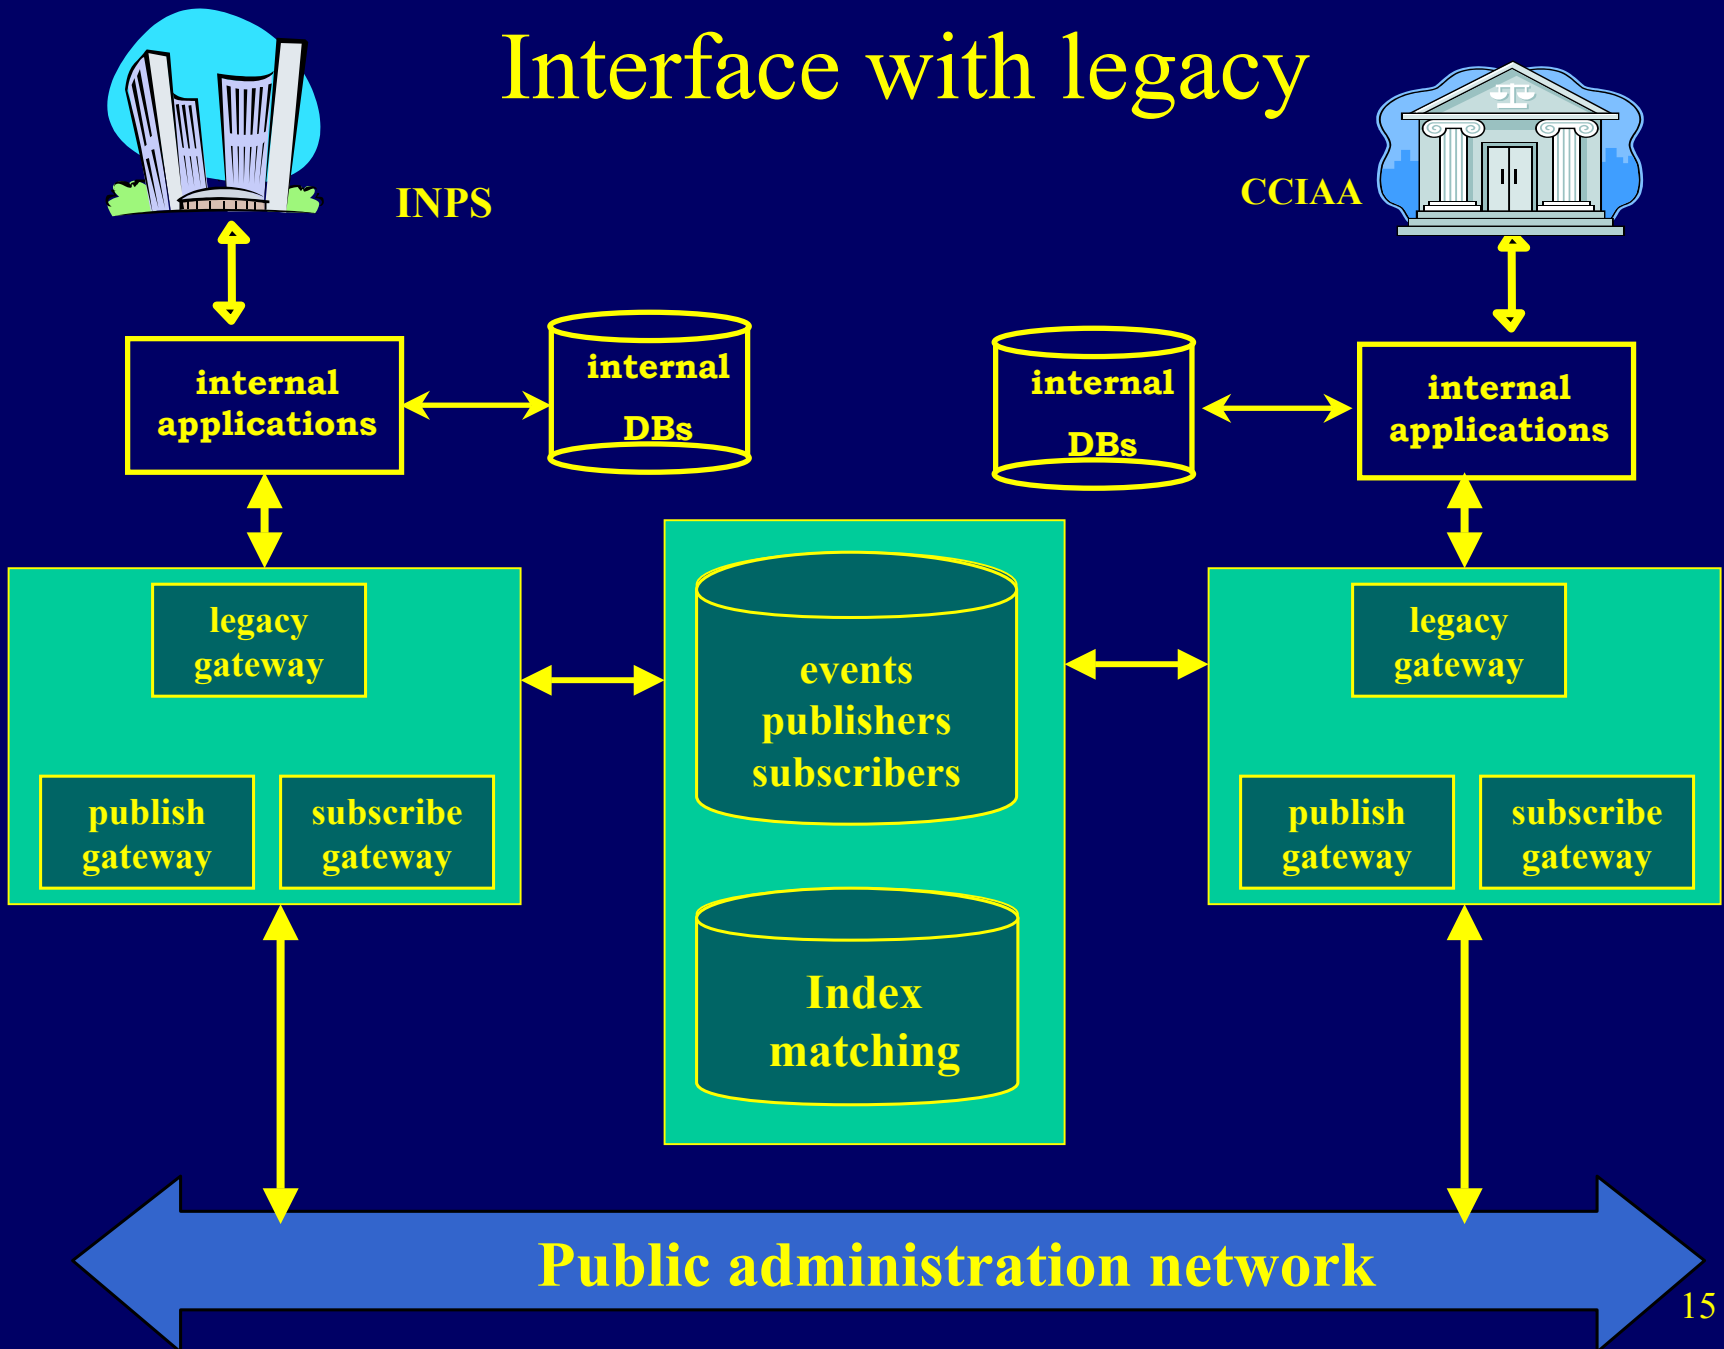 Interface with legacy
INPS
CCIAA
internal
applications
internal
DBs
internal
DBs
internal
applications
legacy
gateway
publish
gateway
subscribe
gateway
events
publishers
subscribers
Index
matching
legacy
gateway
publish
gateway
subscribe
gateway
Public administration network
15